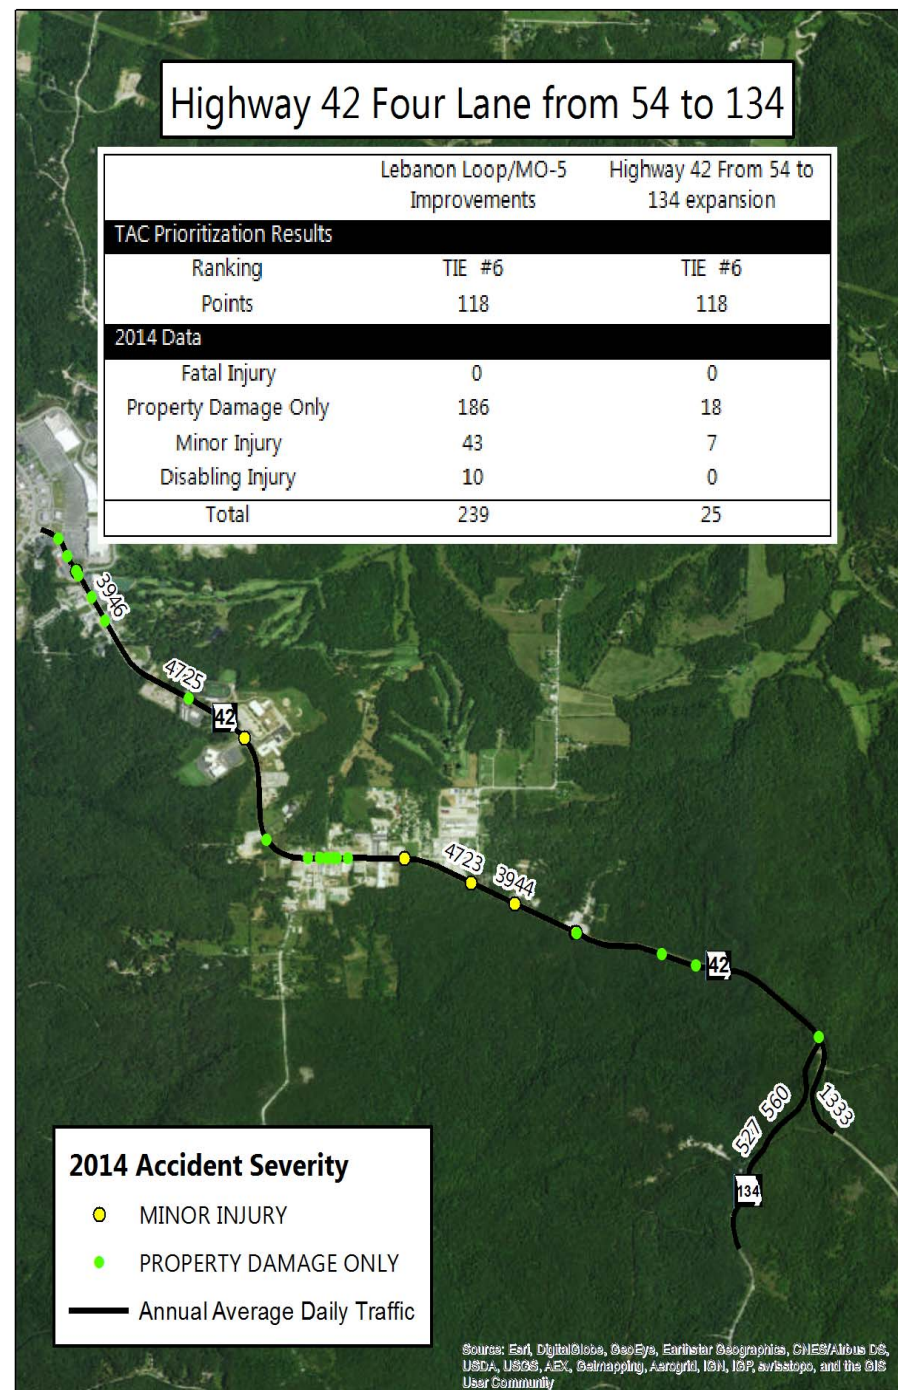 Highway 42 Four Lane from 54 to 134
Lebanon Loop/MO-5 Improvements
Highway 42 From 54 to 134 expansion
TAC Prioritization Results
Ranking TIE #6 TIE #6
Points 118 118
2014 Data
Fatal Injury 0 0
Property Damage Only 186 18
Minor Injury 43 7
Disabling Injury 10 0
Total 239 25
3946
4725
42
4723
3944
42
527
560
1333
134
2014 Accident Severity
MINOR INJURY
PROPERTY DAMAGE ONLY
Annual Average Daily Traffic
Source: Esri, DigitalGlobe, GeoEye, Earthstar Geographics, CNES/Airbus DS,
USDA, USGS, AEX, Getmapping, Aerogrid, IGN, IGP, swisstopo, and the GIS
User Community